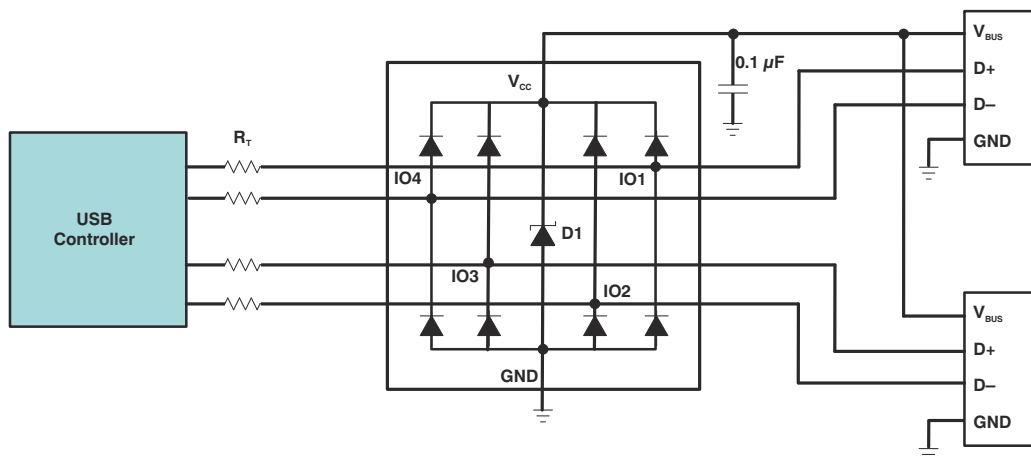 V_BUS
0.1 µF
D+
V_CC
D–
R_T
GND
IO4
IO1
USB
Controller
D1
IO3
IO2
V_BUS
D+
GND
D–
GND